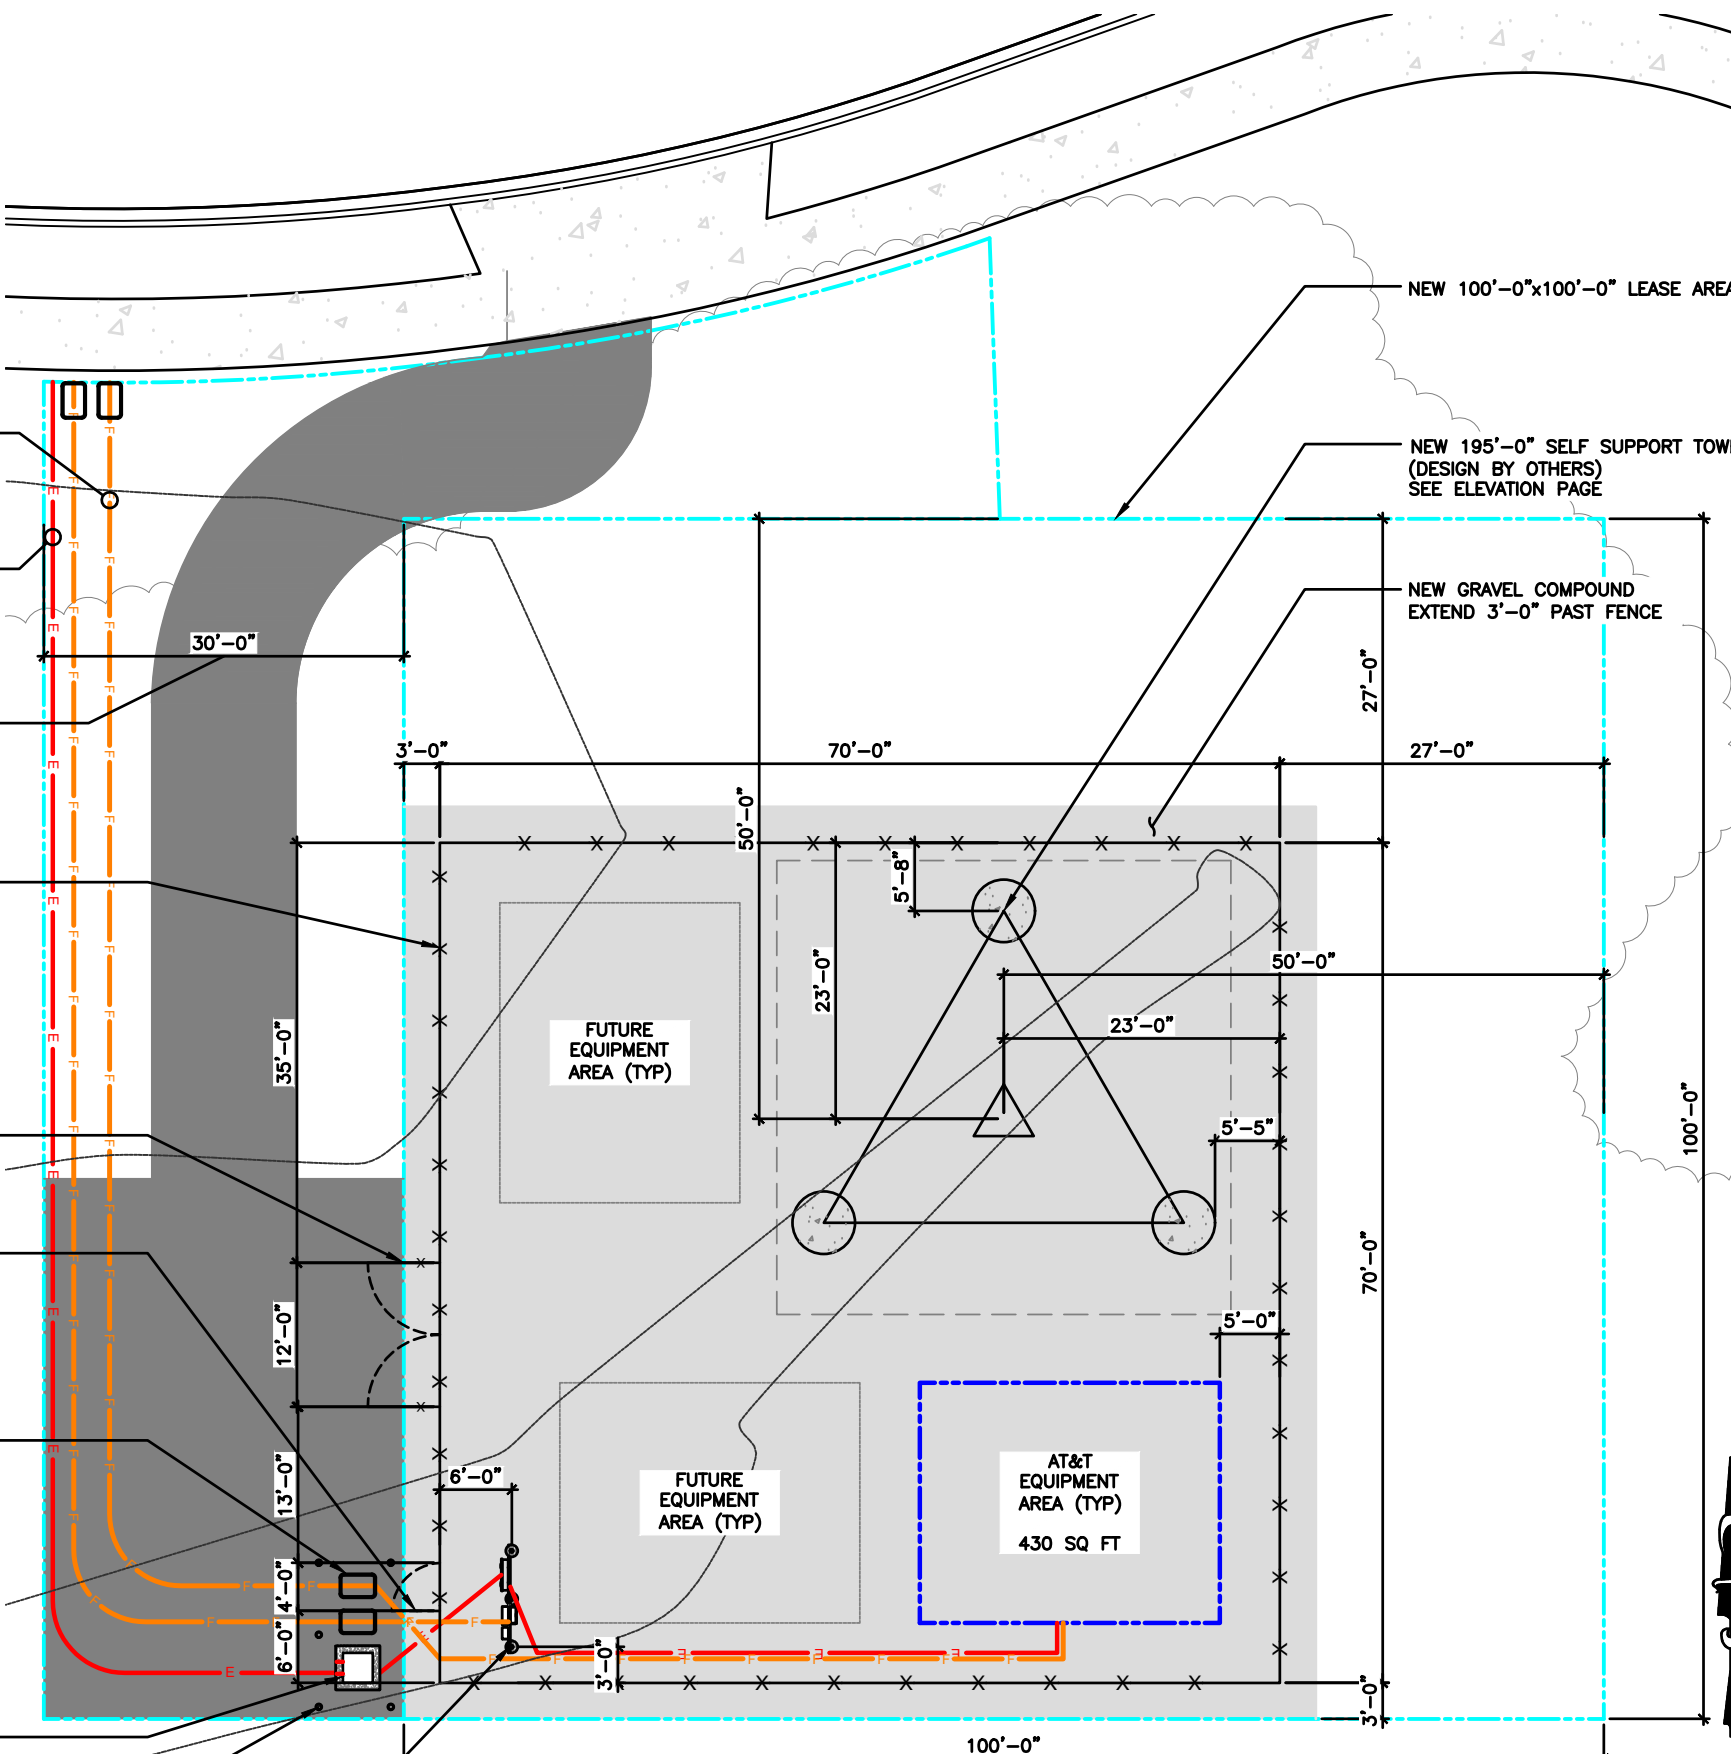 NEW 100'-0"x100'-0" LEASE AREA
NEW 195'-0" SELF SUPPORT
(DESIGN BY OTHERS)
SEE ELEVATION PAGE
NEW GRAVEL COMPOUND
EXTEND 3'-0" PAST FENCE
30'-0"
27'-0"
3'-0"
70'-0"
27'-0"
50'-0"
5'-8"
23'-0"
50'-0"
23'-0"
35'-0"
FUTURE
EQUIPMENT
AREA (TYP)
100'-0"
5'-5"
70'-0"
5'-0"
12'-0"
13'-0"
6'-0"
FUTURE
EQUIPMENT
AREA (TYP)
AT&T
EQUIPMENT
AREA (TYP)
430 SQ FT
4'-0"
6'-0"
3'-0"
3'-0"
100'-0"